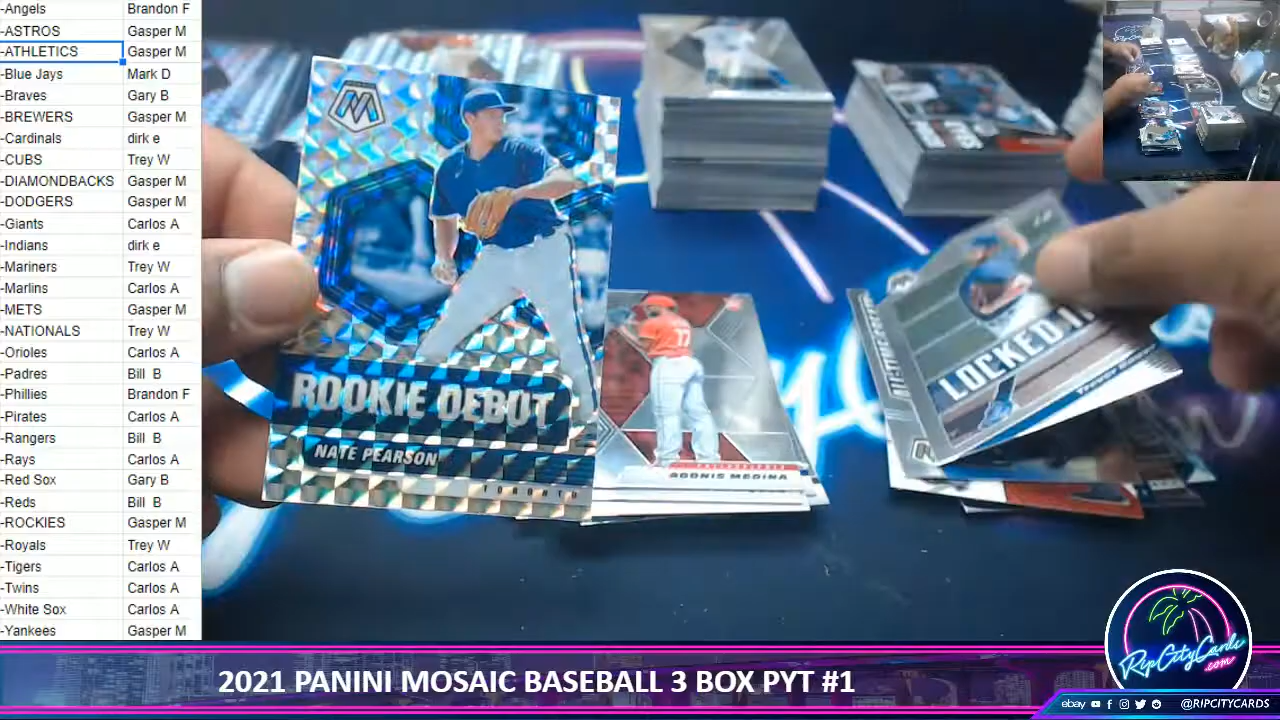 -Angels Brandon F
-ASTROS Gasper M
-ATHLETICS Gasper M
-Blue Jays Mark D
-Braves Gary B
-BREWERS Gasper M
-Cardinals dirk e
-CUBS Trey W
-DIAMONDBACKS Gasper M
-DODGERS Gasper M
-Giants Carlos A
-Indians dirk e
-Mariners Trey W
-Marlins Carlos A
-METS Gasper M
-NATIONALS Trey W
-Orioles Carlos A
-Padres Bill B
-Phillies Brandon F
-Pirates Carlos A
-Rangers Bill B
-Rays Carlos A
-Red Sox Gary B
-Reds Bill B
-ROCKIES Gasper M
-Royals Trey W
-Tigers Carlos A
-Twins Carlos A
-White Sox Carlos A
-Yankees Gasper M
M
ROOKIE DEBUT
NATE PEARSON
TORONTO
17
PHILADELPHIA
ADONIS MEDINA
LOCKED IN
Trevor
2021 PANINI MOSAIC BASEBALL 3 BOX PYT #1
RipCityCards
.com
ebay @RIPCITYCARDS